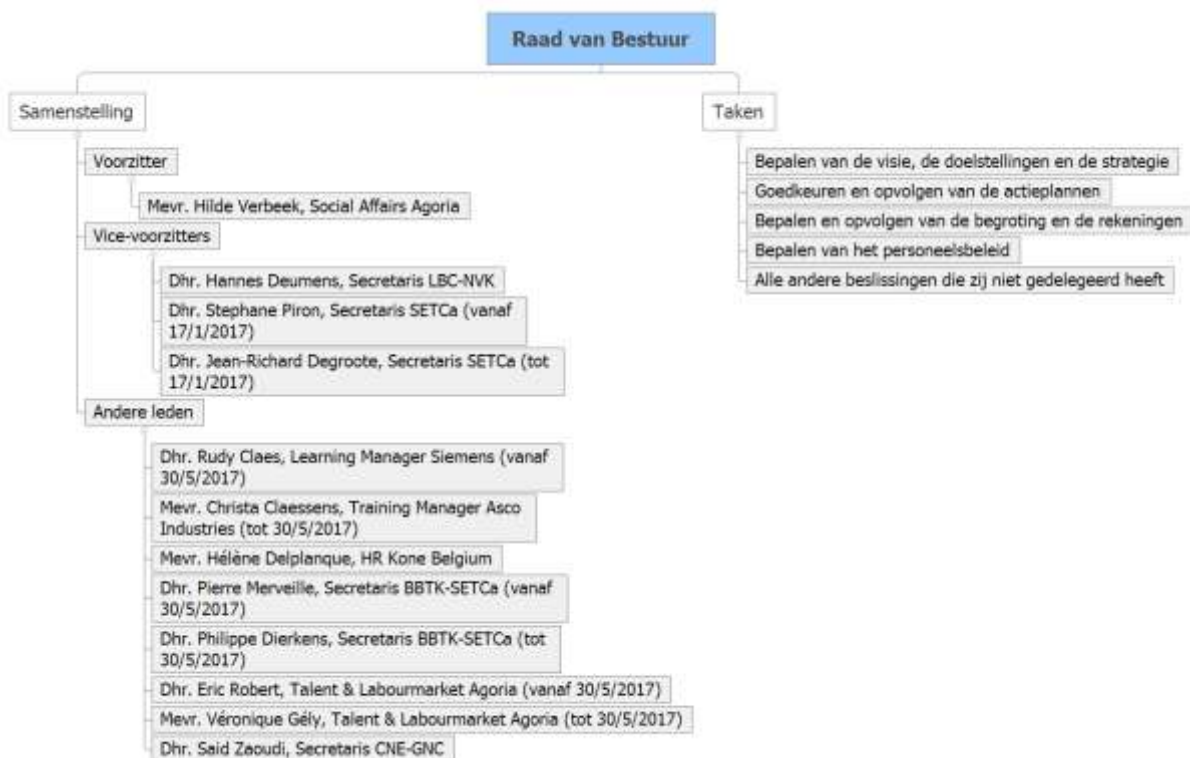 Raad van Bestuur
Samenstelling
Voorzitter
Mevr. Hilde Verbeek, Social Affairs Agoria
Vice-voorzitters
Dhr. Hannes Deumens, Secretaris LBC-NVK
Dhr. Stephane Piron, Secretaris SETCa (vanaf
17/1/2017)
Dhr. Jean-Richard Degroote, Secretaris SETCa (tot
17/1/2017)
Andere leden
Dhr. Rudy Claes, Learning Manager Siemens (vanaf
30/5/2017)
Mevr. Christa Claessens, Training Manager Asco
Industries (tot 30/5/2017)
Mevr. Hélène Delplanque, HR Kone Belgium
Dhr. Pierre Merveille, Secretaris BBTK-SETCa (vanaf
30/5/2017)
Dhr. Philippe Dierkens, Secretaris BBTK-SETCa (tot
30/5/2017)
Dhr. Eric Robert, Talent & Labourmarket Agoria (vanaf 30/5/2017)
Mevr. Véronique Gély, Talent & Labourmarket Agoria (tot 30/5/2017)
Dhr. Said Zaoudi, Secretaris CNE-GNC
Taken
Bepalen van de visie, de doelstellingen en de strategie
Goedkeuren en opvolgen van de actieplannen
Bepalen en opvolgen van de begroting en de rekeningen
Bepalen van het personeelsbeleid
Alle andere beslissingen die zij niet gedelegeerd heeft